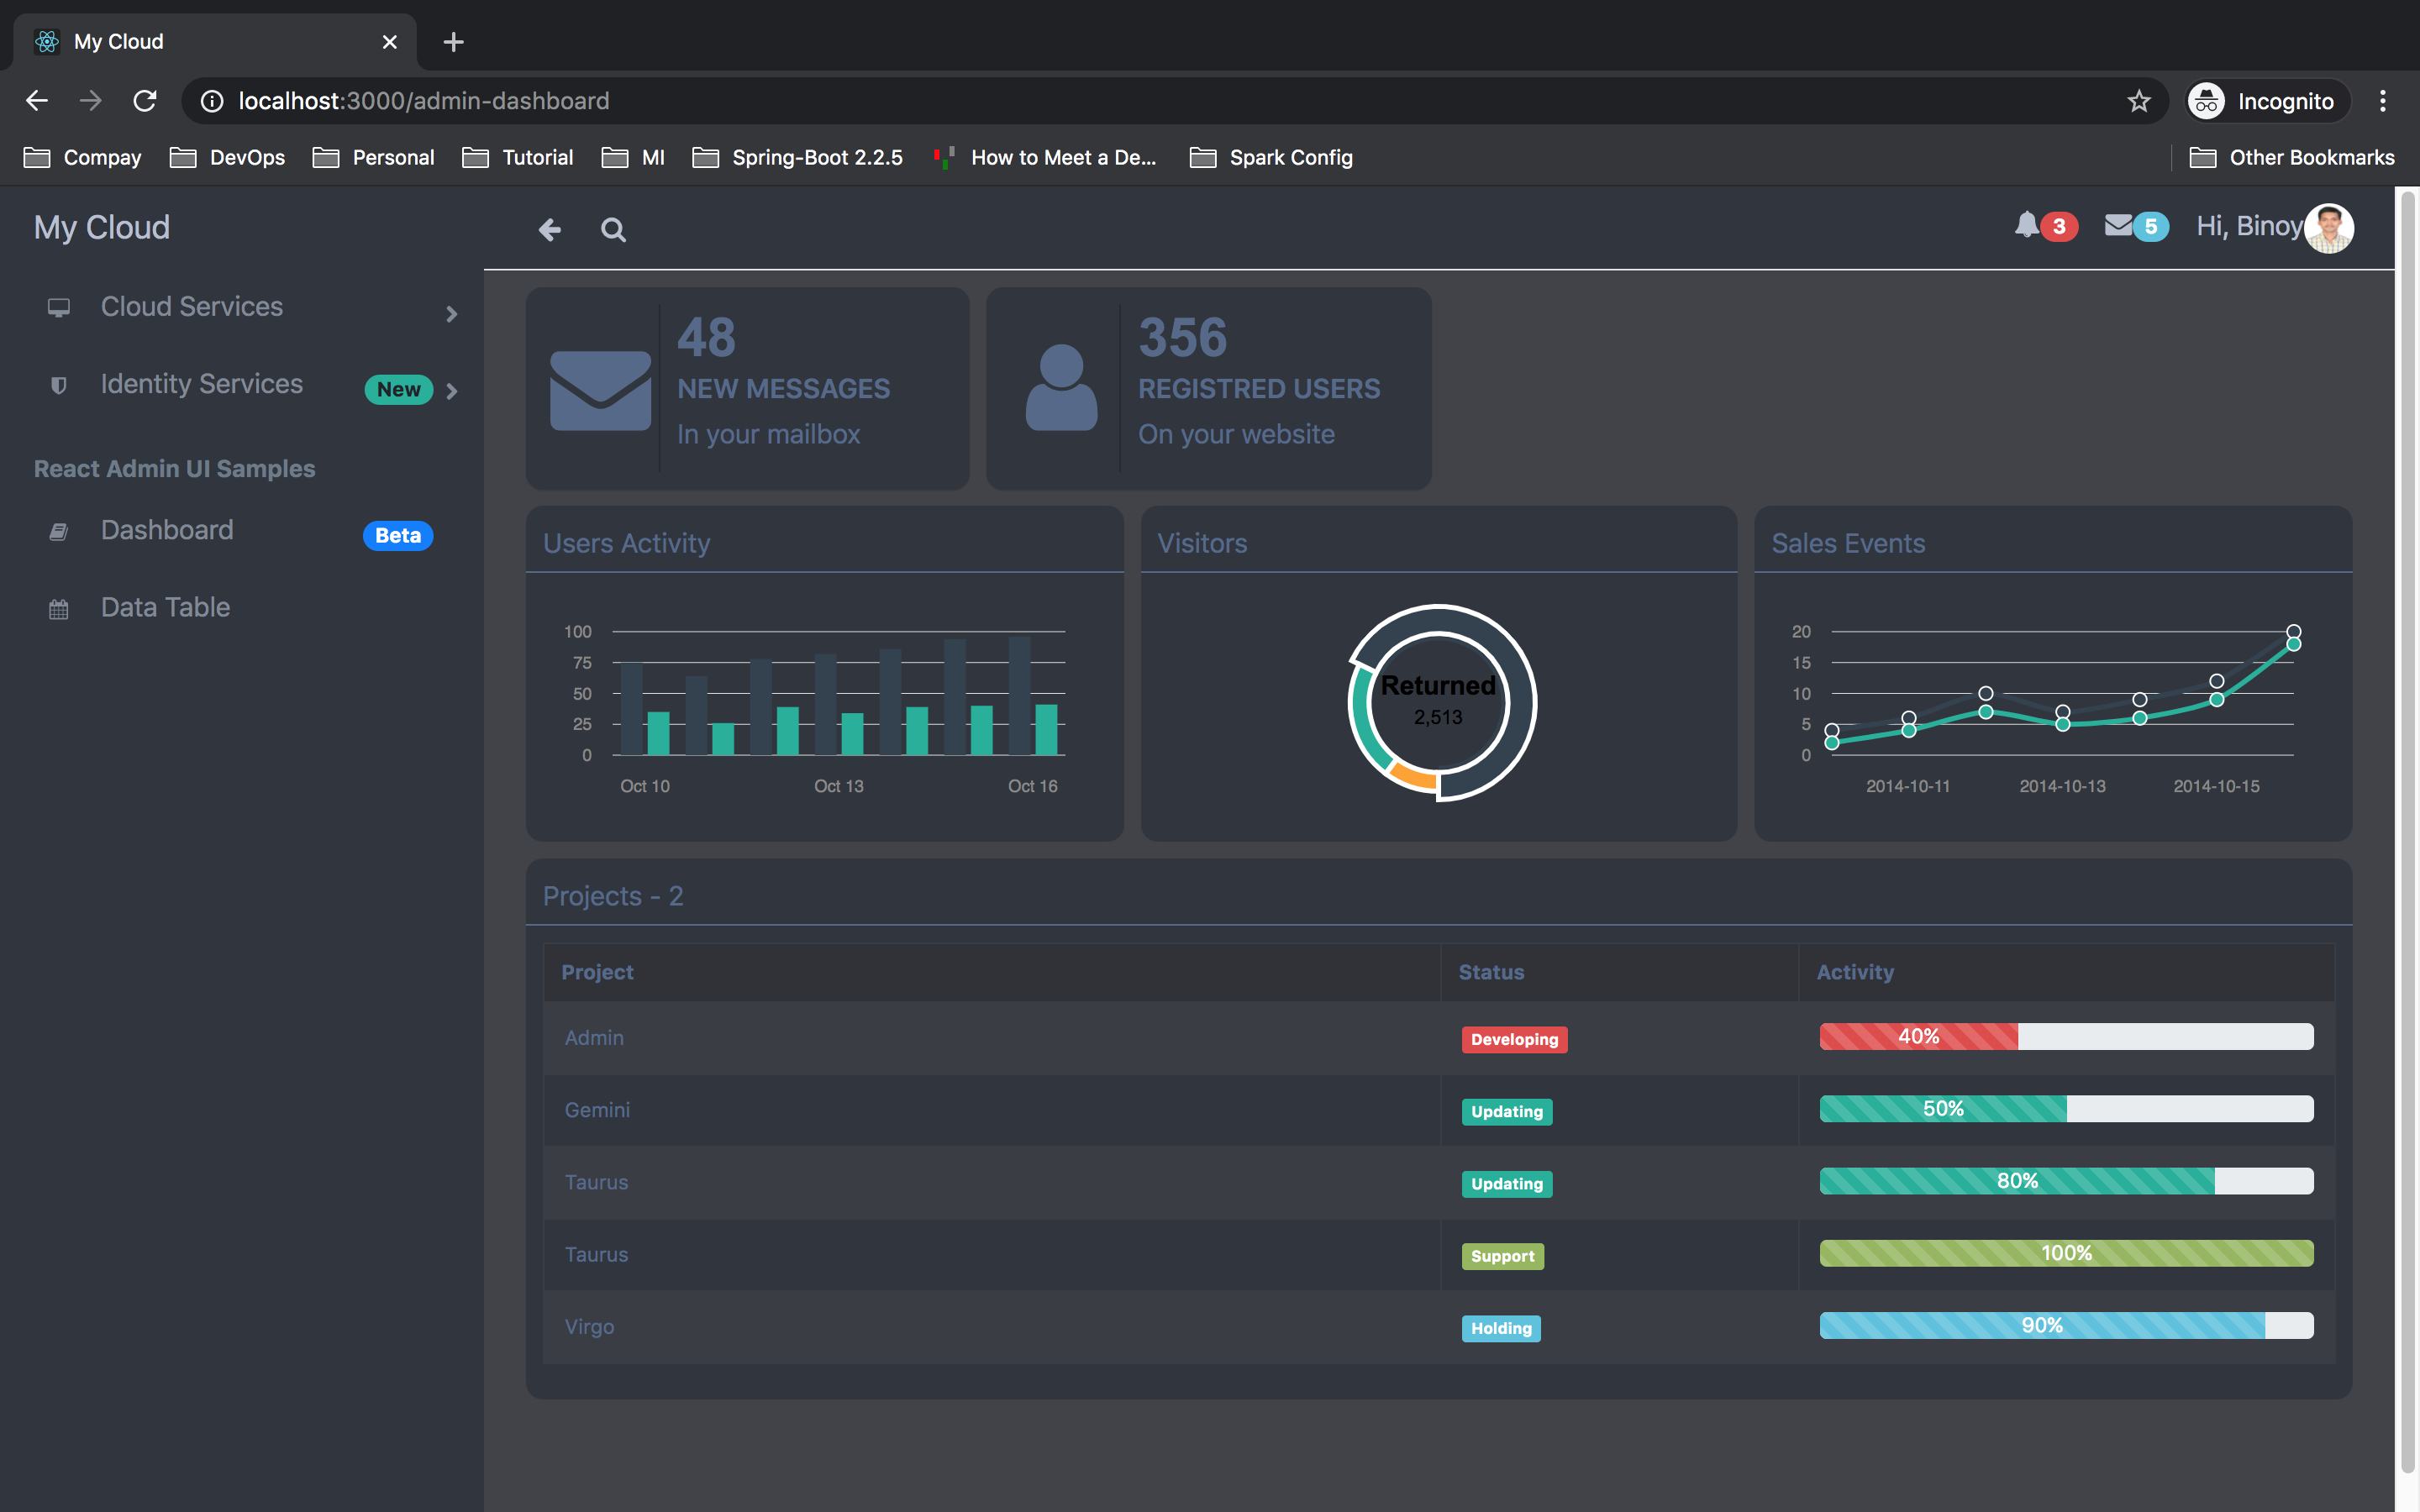 My Cloud
localhost:3000/admin-dashboard
Incognito
Compay
DevOps
Personal
Tutorial
MI
Spring-Boot 2.2.5
How to Meet a De...
Spark Config
Other Bookmarks
My Cloud
3
5
Hi, Binoy
Cloud Services
Identity Services
New
React Admin UI Samples
Dashboard
Beta
Data Table
48
NEW MESSAGES
In your mailbox
356
REGISTRED USERS
On your website
Users Activity
100
75
50
25
0
Oct 10
Oct 13
Oct 16
Visitors
Returned
2,513
Sales Events
20
15
10
5
0
2014-10-11
2014-10-13
2014-10-15
Projects - 2
Project
Status
Activity
Admin
Developing
40%
Gemini
Updating
50%
Taurus
Updating
80%
Taurus
Support
100%
Virgo
Holding
90%